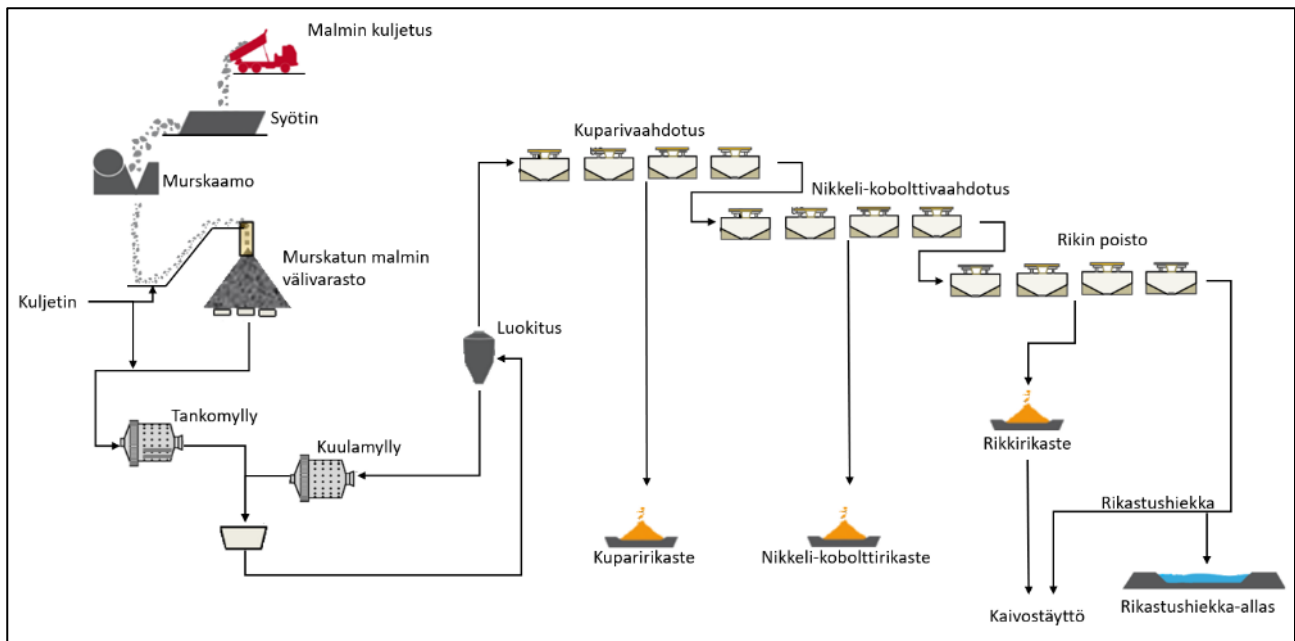 Malmin kuljetus
Syötin
Murskaamo
Kuljetin
Murskatun malmin
välivarasto
Tankomylly
Kuulamylly
Luokitus
Kuparivaahdotus
Nikkeli-kobolttivaahdotus
Rikin poisto
Rikkirikaste
Rikastushiekka
Kuparirikaste
Nikkeli-kobolttirikaste
Kaivostäyttö
Rikastushiekka-allas